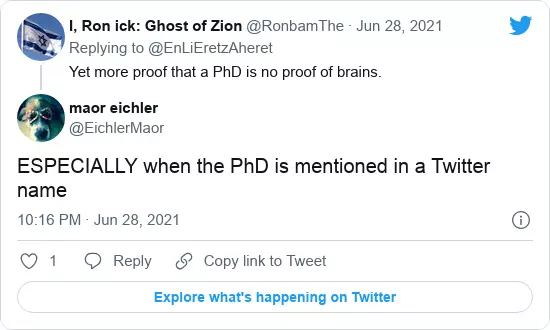 I, Ron ick: Ghost of Zion @RonbamThe · Jun 28, 2021
Replying to @EnLiEretzAheret
Yet more proof that a PhD is no proof of brains.
maor eichler
@EichlerMaor
ESPECIALLY when the PhD is mentioned in a Twitter
name
10:16 PM · Jun 28, 2021
1 Reply Copy link to Tweet
Explore what's happening on Twitter